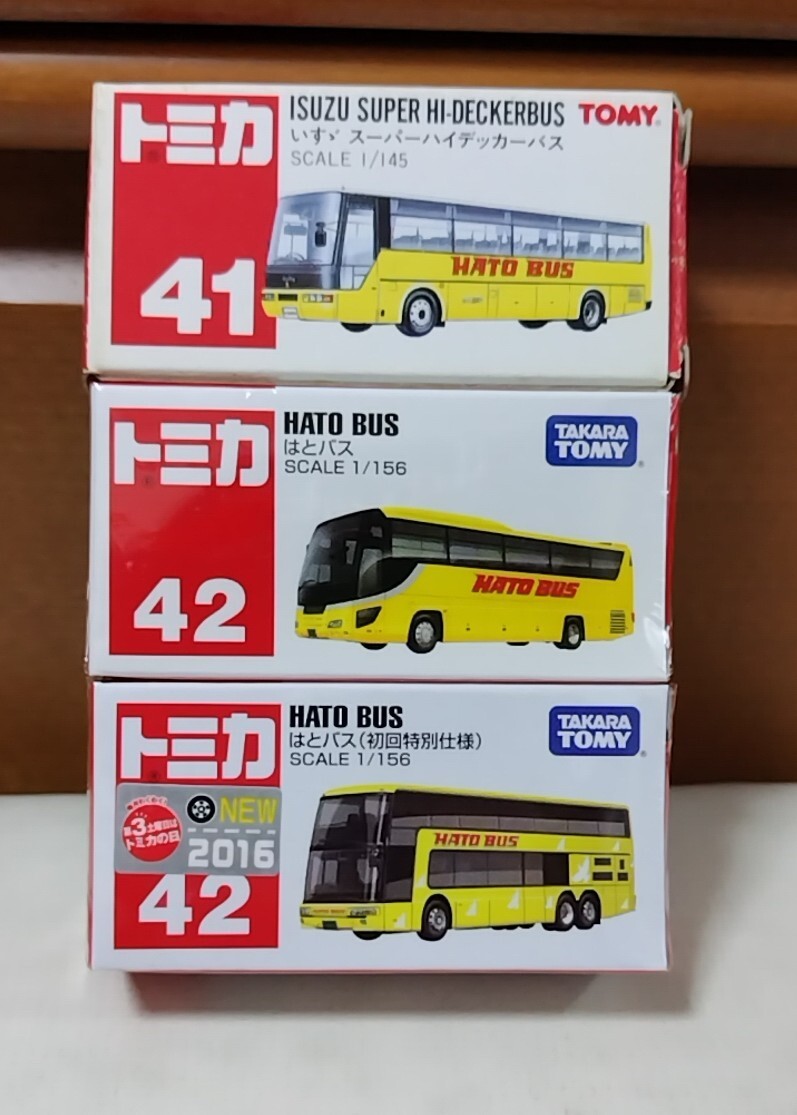 トミカ
41
ISUZU SUPER HI-DECKERBUS
いすゞ スーパーハイデッカーバス
SCALE 1/145
TOMY
HATO BUS
トミカ
42
HATO BUS
はとバス
SCALE 1/156
TAKARA
TOMY
HATO BUS
トミカ
HATO BUS
はとバス(初回特別仕様)
SCALE 1/156
TAKARA
TOMY
第3土曜日は
トミカの日
NEW
2016
42
HATO BUS